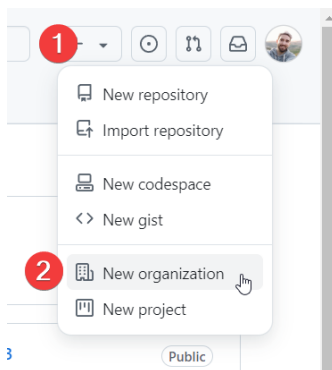 1
New repository
Import repository
New codespace
New gist
2 New organization
New project
Public